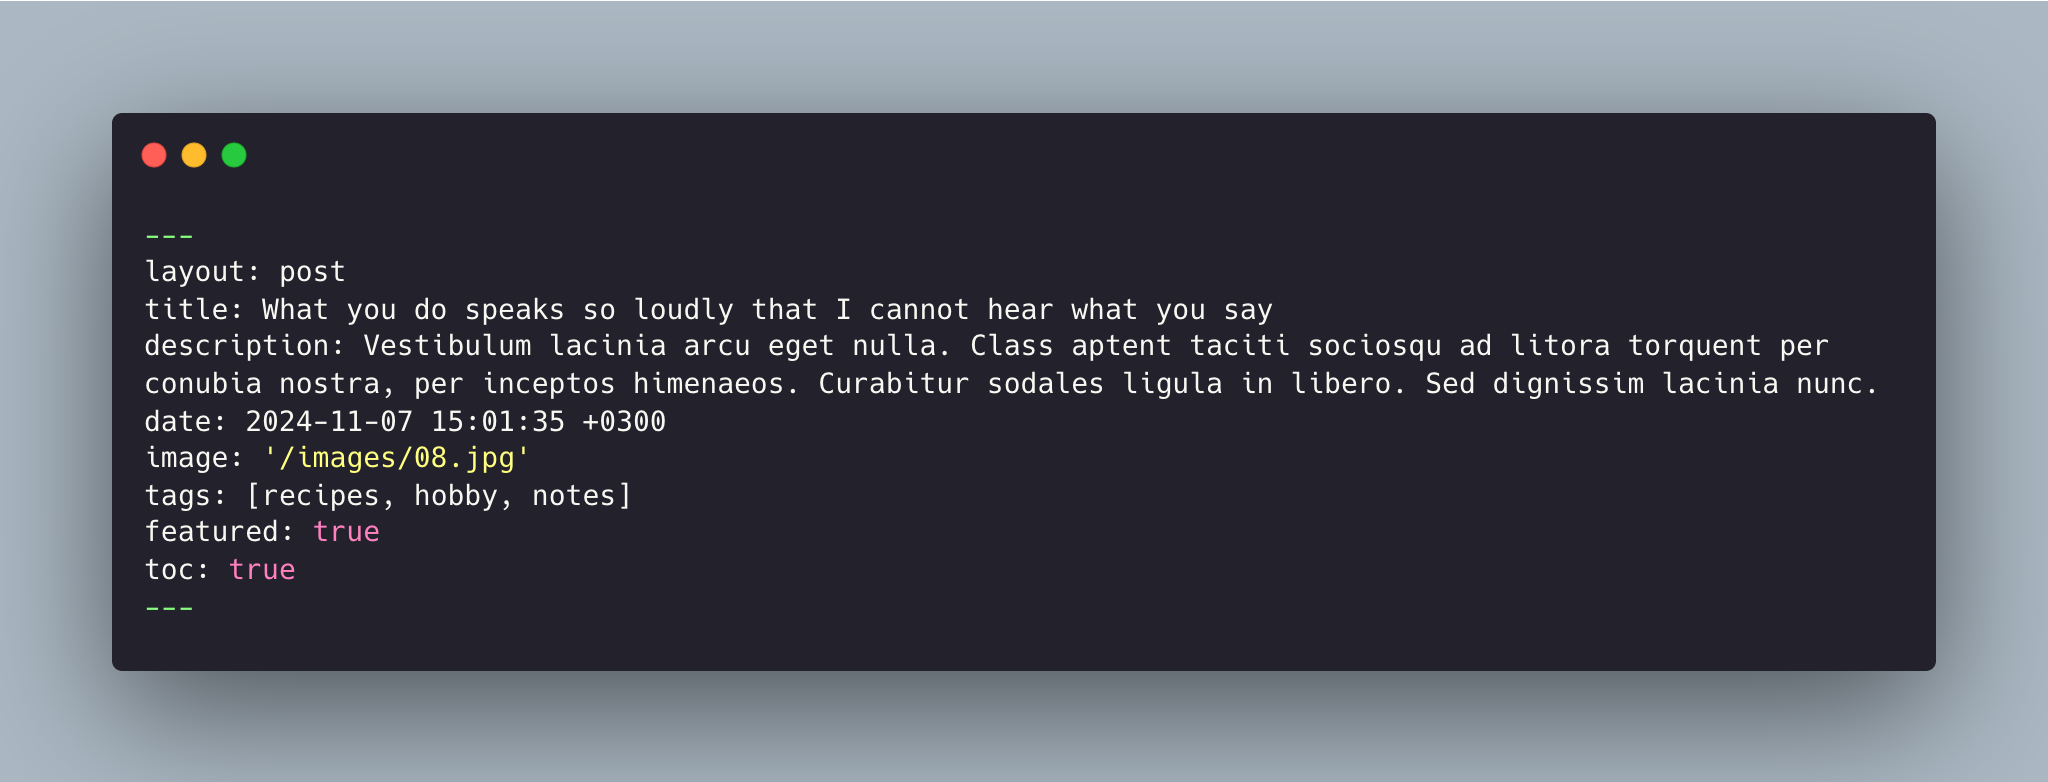 ---
layout: post
title: What you do speaks so loudly that I cannot hear what you say
description: Vestibulum lacinia arcu eget nulla. Class aptent taciti sociosqu ad litora torquent per
conubia nostra, per inceptos himenaeos. Curabitur sodales ligula in libero. Sed dignissim lacinia nunc.
date: 2024-11-07 15:01:35 +0300
image: '/images/08.jpg'
tags: [recipes, hobby, notes]
featured: true
toc: true
---